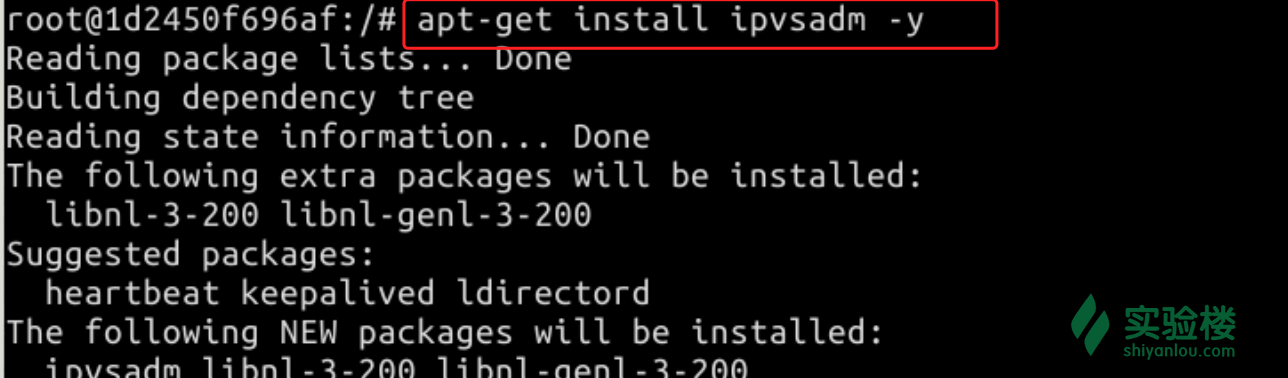 root@1d2450f696af:/# apt-get install ipvsadm -y
Reading package lists... Done
Building dependency tree
Reading state information... Done
The following extra packages will be installed:
  libnl-3-200 libnl-genl-3-200
Suggested packages:
  heartbeat keepalived ldirectord
The following NEW packages will be installed:
  ipvsadm libnl-3-200 libnl-genl-3-200
实验楼
shiyanlou.com